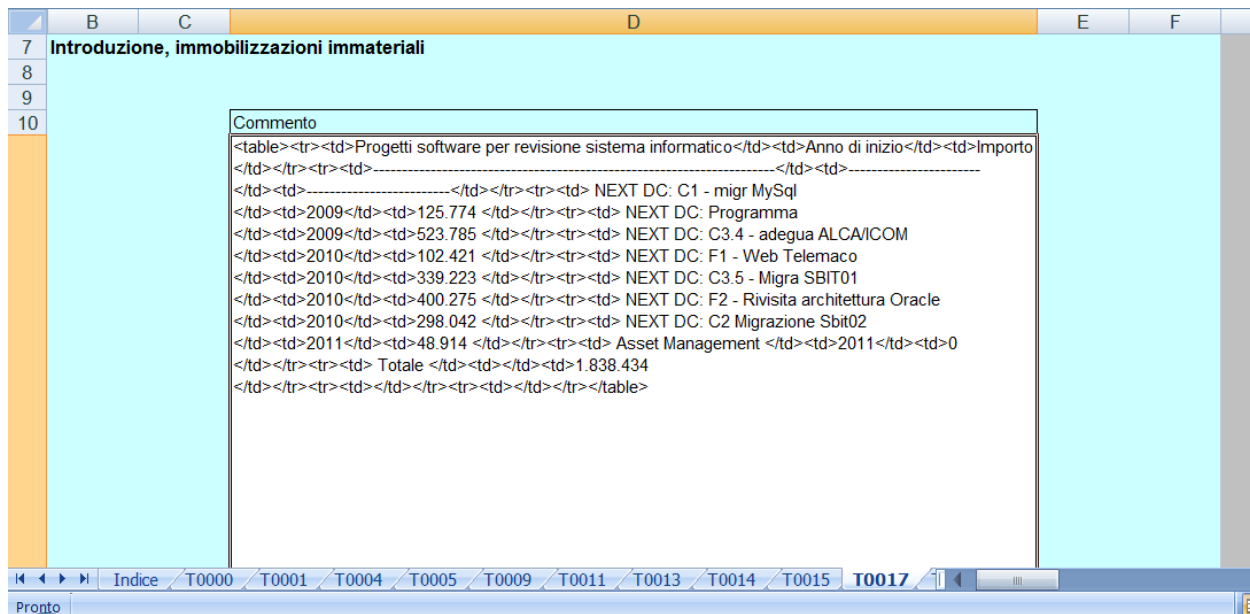 B C D E F
7 Introduzione, immobilizzazioni immateriali
8
9
10 Commento
<table><tr><td>Progetti software per revisione sistema informatico</td><td>Anno di inizio</td><td>Importo
</td></tr><tr><td>-----------------------------------------------------------------------</td><td>-----------------------
</td><td>-------------------------</td></tr><tr><td> NEXT DC: C1 - migr MySql
</td><td>2009</td><td>125.774 </td></tr><tr><td> NEXT DC: Programma
</td><td>2009</td><td>523.785 </td></tr><tr><td> NEXT DC: C3.4 - adegua ALCA/ICOM
</td><td>2010</td><td>102.421 </td></tr><tr><td> NEXT DC: F1 - Web Telemaco
</td><td>2010</td><td>339.223 </td></tr><tr><td> NEXT DC: C3.5 - Migra SBIT01
</td><td>2010</td><td>400.275 </td></tr><tr><td> NEXT DC: F2 - Rivisita architettura Oracle
</td><td>2010</td><td>298.042 </td></tr><tr><td> NEXT DC: C2 Migrazione Sbit02
</td><td>2011</td><td>48.914 </td></tr><tr><td> Asset Management </td><td>2011</td><td>0
</td></tr><tr><td> Totale </td><td></td><td>1.838.434
</td></tr><tr><td></td></tr><tr><td></td></tr></table>
Indice T0000 T0001 T0004 T0005 T0009 T0011 T0013 T0014 T0015 T0017
Pronto